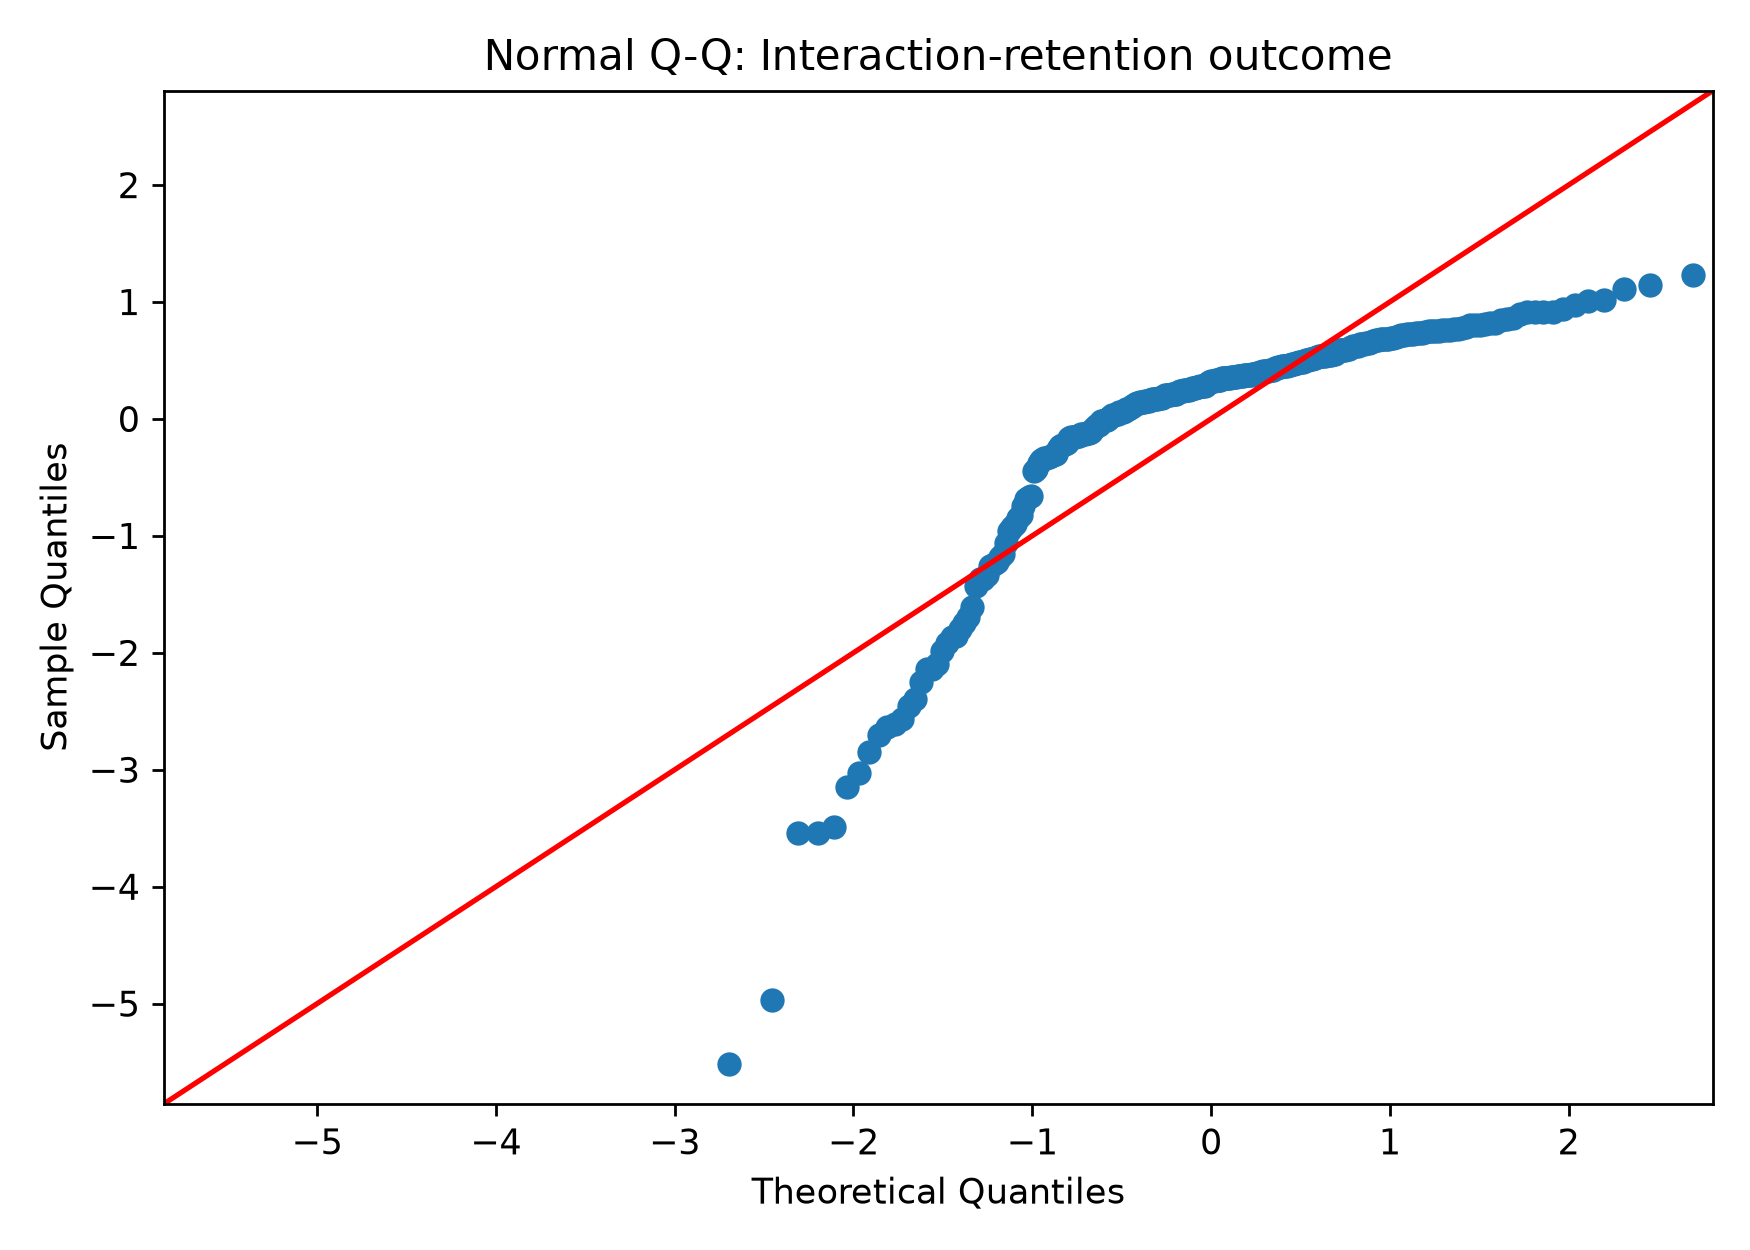 Normal Q-Q: Interaction-retention outcome
2
1
0
−1
−2
−3
−4
−5
Sample Quantiles
−5 −4 −3 −2 −1 0 1 2
Theoretical Quantiles